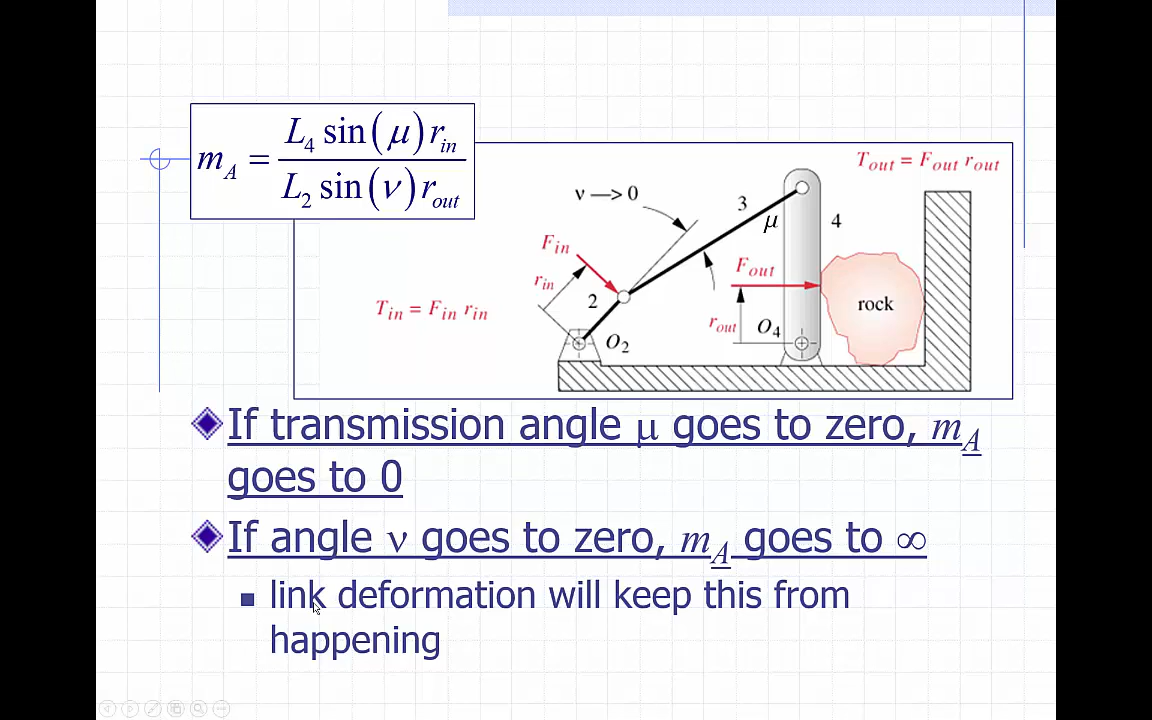 m_A = L_4 sin(μ) r_in / L_2 sin(ν) r_out
T_out = F_out r_out
ν —> 0
3
μ
4
F_in
r_in
2
F_out
rock
T_in = F_in r_in
r_out
O_4
O_2
If transmission angle μ goes to zero, m_A
goes to 0
If angle ν goes to zero, m_A goes to ∞
link deformation will keep this from
happening